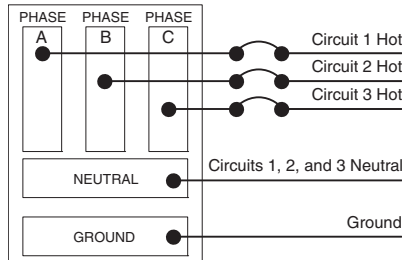 PHASE PHASE PHASE
A B C
Circuit 1 Hot
Circuit 2 Hot
Circuit 3 Hot
NEUTRAL
Circuits 1, 2, and 3 Neutral
GROUND
Ground